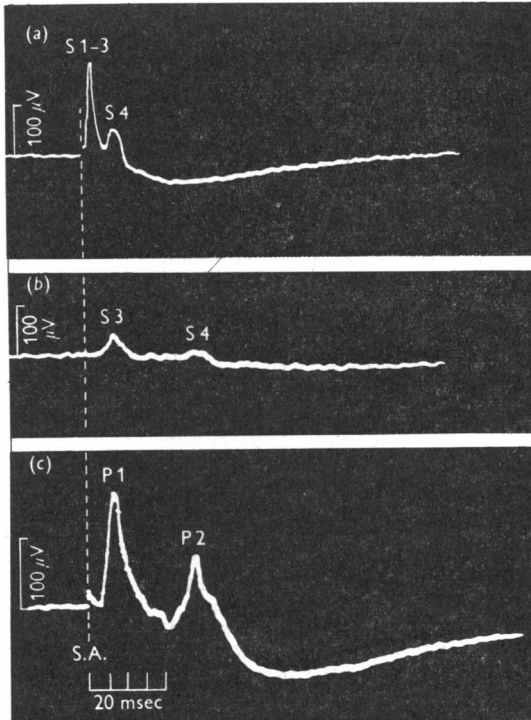 (a)
S 1-3
S 4
100 μV
(b)
S 3
S 4
100 μV
(c)
P 1
P 2
100 μV
S.A.
20 msec